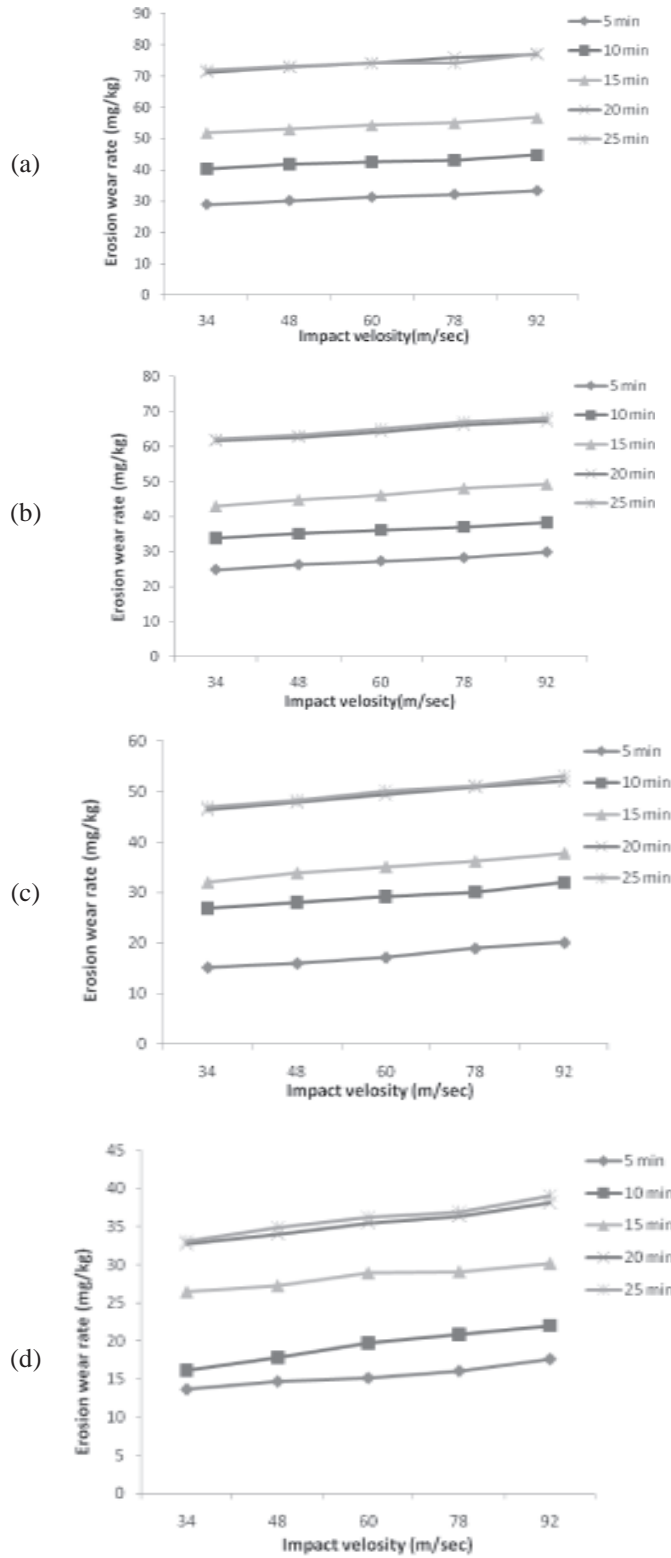 (a)
Erosion wear rate (mg/kg)
90
80
70
60
50
40
30
20
10
0
34 48 60 78 92
Impact velosity(m/sec)
5 min
10 min
15 min
20 min
25 min
(b)
Erosion wear rate (mg/kg)
80
70
60
50
40
30
20
10
0
34 48 60 78 92
Impact velosity(m/sec)
5 min
10 min
15 min
20 min
25 min
(c)
Erosion wear rate (mg/kg)
60
50
40
30
20
10
0
34 48 60 78 92
Impact velosity (m/sec)
5 min
10 min
15 min
20 min
25 min
(d)
Erosion wear rate (mg/kg)
45
40
35
30
25
20
15
10
5
0
34 48 60 78 92
Impact velosity (m/sec)
5 min
10 min
15 min
20 min
25 min